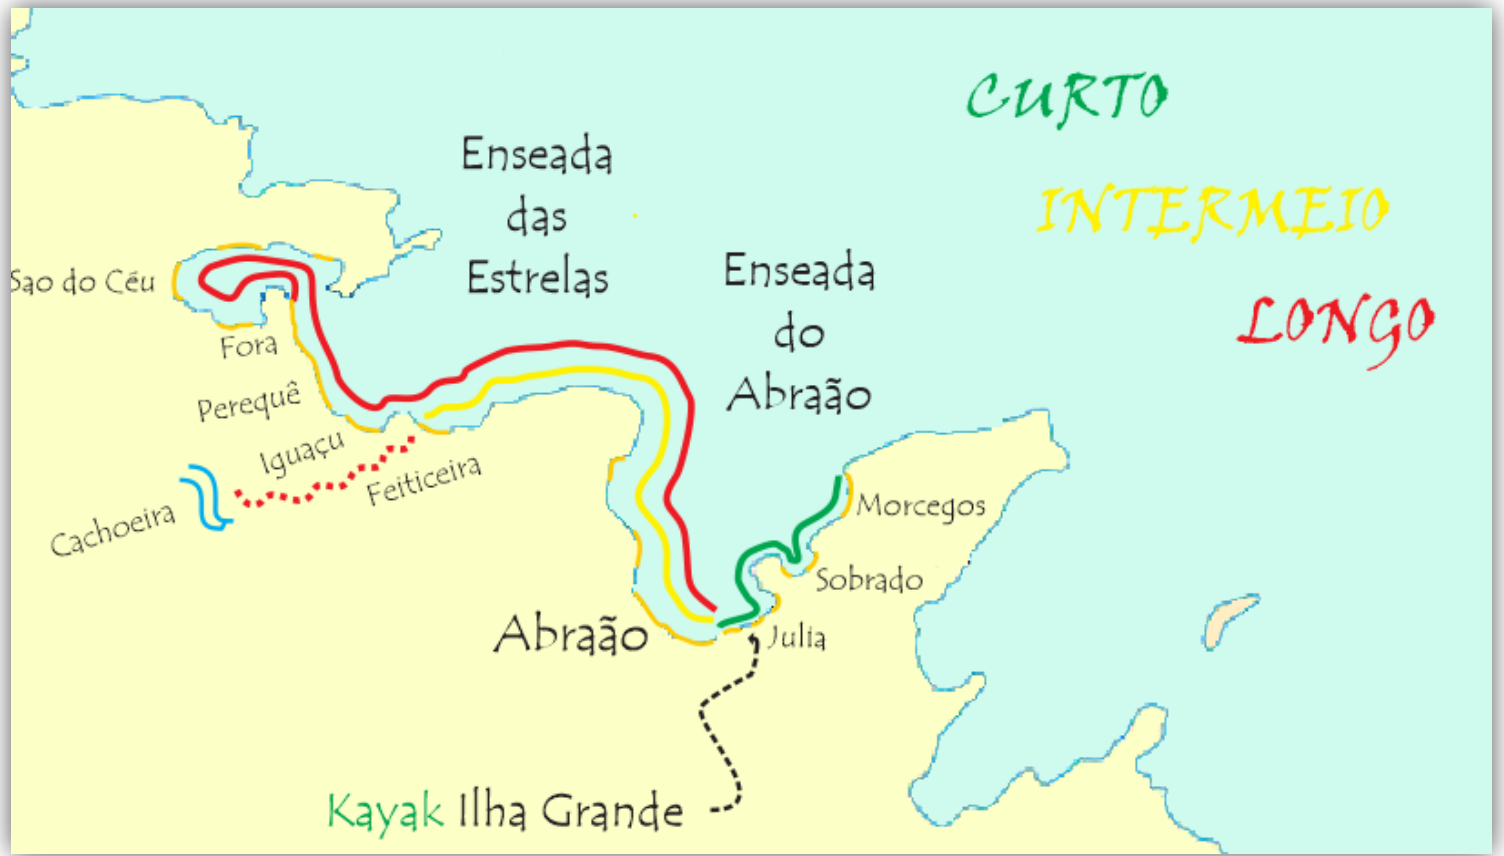 CURTO
INTERMEIO
LONGO
Enseada
das
Estrelas
Enseada
do
Abraão
Sao do Céu
Fora
Perequê
Iguaçu
Feiticeira
Cachoeira
Morcegos
Sobrado
Julia
Abraão
Kayak Ilha Grande